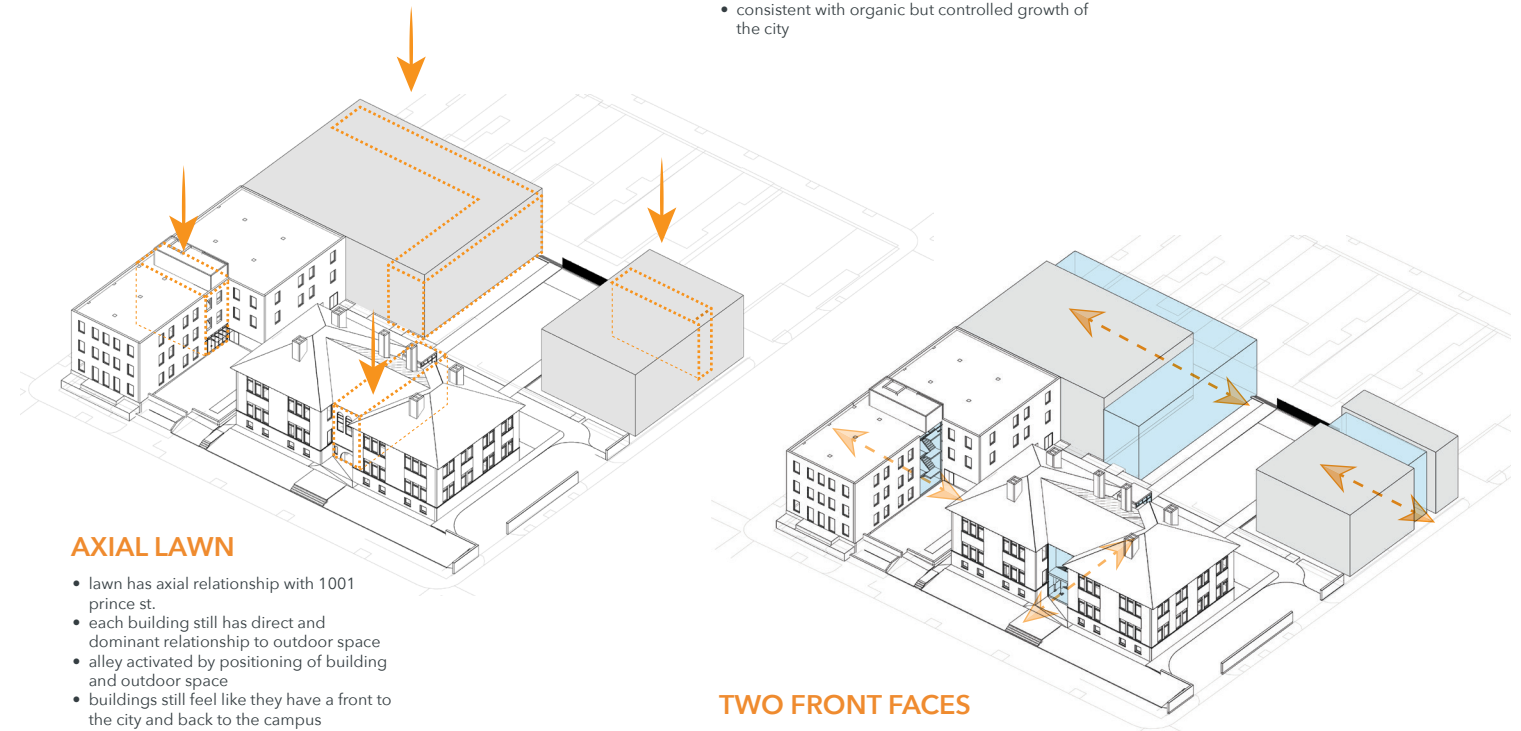 • consistent with organic but controlled growth of
the city
AXIAL LAWN
• lawn has axial relationship with 1001
prince st.
• each building still has direct and
dominant relationship to outdoor space
• alley activated by positioning of building
and outdoor space
• buildings still feel like they have a front to
the city and back to the campus
TWO FRONT FACES